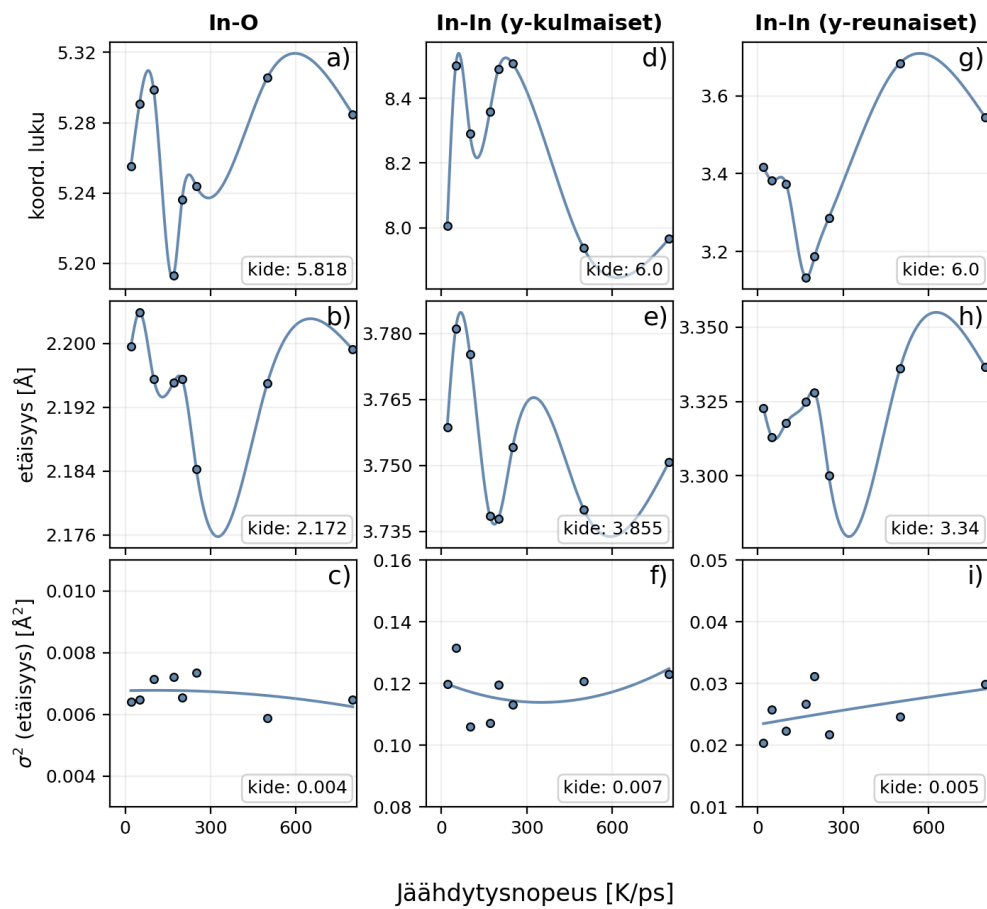 In-O In-In (y-kulmaiset) In-In (y-reunaiset)
koord. luku
5.32
5.28
5.24
5.20
a)
kide: 5.818
8.4
8.2
8.0
d)
kide: 6.0
3.6
3.4
3.2
g)
kide: 6.0
etäisyys [Å]
2.200
2.192
2.184
2.176
b)
kide: 2.172
3.780
3.765
3.750
3.735
e)
kide: 3.855
3.350
3.325
3.300
h)
kide: 3.34
σ² (etäisyys) [Å²]
0.010
0.008
0.006
0.004
c)
kide: 0.004
0 300 600
0.16
0.14
0.12
0.10
0.08
f)
kide: 0.007
0 300 600
0.05
0.04
0.03
0.02
0.01
i)
kide: 0.005
0 300 600
Jäähdytysnopeus [K/ps]